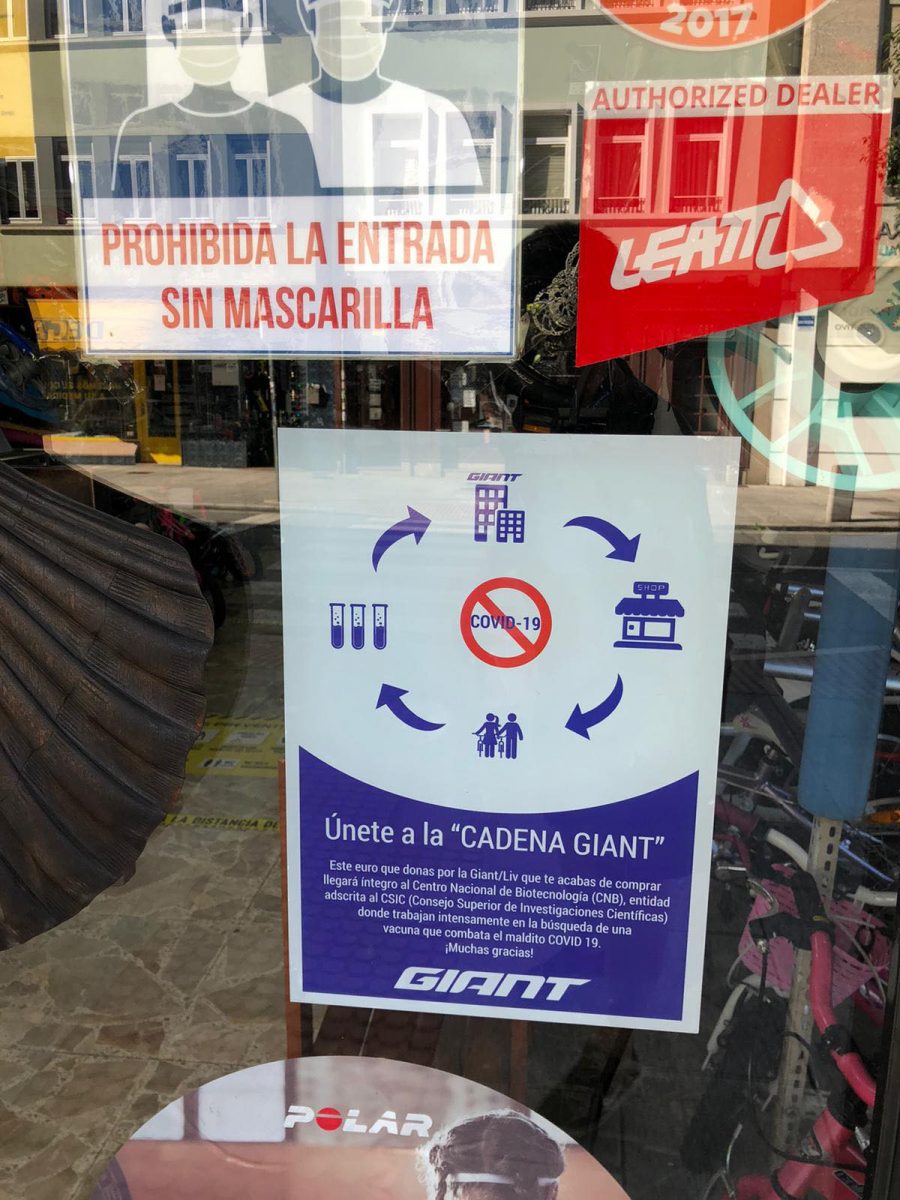 2017
AUTHORIZED DEALER
LEATT
PROHIBIDA LA ENTRADA
SIN MASCARILLA
GIANT
SHOP
COVID-19
Únete a la “CADENA GIANT”
Este euro que donas por la Giant/Liv que te acabas de comprar
llegará íntegro al Centro Nacional de Biotecnología (CNB), entidad
adscrita al CSIC (Consejo Superior de Investigaciones Científicas)
donde trabajan intensamente en la búsqueda de una
vacuna que combata el maldito COVID 19.
¡Muchas gracias!
GIANT
LA DISTANCIA DE
POLAR